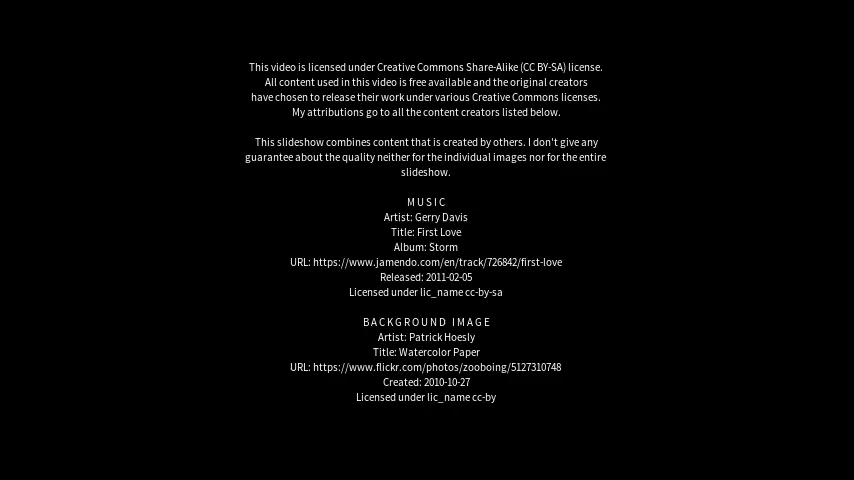 This video is licensed under Creative Commons Share-Alike (CC BY-SA) license.
All content used in this video is free available and the original creators
have chosen to release their work under various Creative Commons licenses.
My attributions go to all the content creators listed below.
This slideshow combines content that is created by others. I don't give any
guarantee about the quality neither for the individual images nor for the entire
slideshow.
MUSIC
Artist: Gerry Davis
Title: First Love
Album: Storm
URL: https://www.jamendo.com/en/track/726842/first-love
Released: 2011-02-05
Licensed under lic_name cc-by-sa
BACKGROUND IMAGE
Artist: Patrick Hoesly
Title: Watercolor Paper
URL: https://www.flickr.com/photos/zooboing/5127310748
Created: 2010-10-27
Licensed under lic_name cc-by